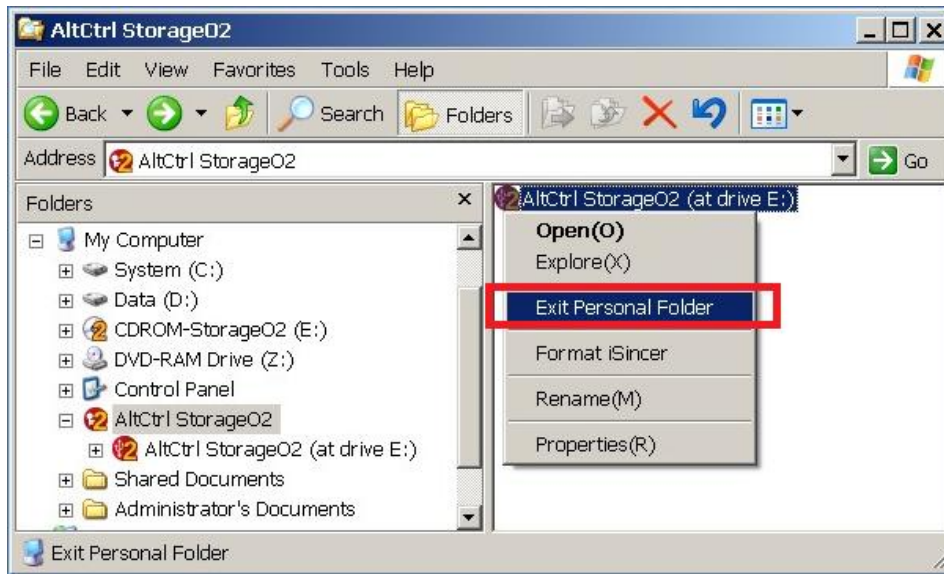 AltCtrl StorageO2
File Edit View Favorites Tools Help
Back Search Folders
Address AltCtrl StorageO2 Go
Folders
My Computer
System (C:)
Data (D:)
CDROM-StorageO2 (E:)
DVD-RAM Drive (Z:)
Control Panel
AltCtrl StorageO2
AltCtrl StorageO2 (at drive E:)
Shared Documents
Administrator's Documents
AltCtrl StorageO2 (at drive E:)
Open(O)
Explore(X)
Exit Personal Folder
Format iSincer
Rename(M)
Properties(R)
Exit Personal Folder